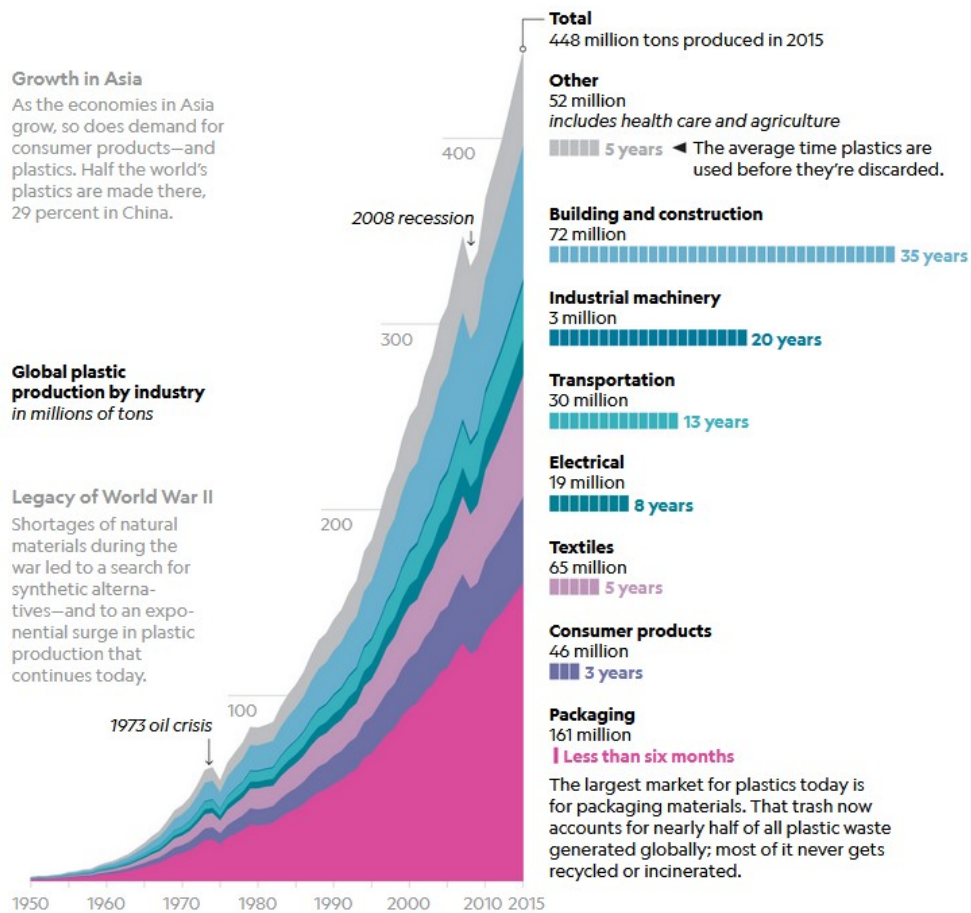 Total
448 million tons produced in 2015
Growth in Asia
As the economies in Asia
grow, so does demand for
consumer products—and
plastics. Half the world's
plastics are made there,
29 percent in China.
Other
52 million
includes health care and agriculture
5 years ◄ The average time plastics are
used before they're discarded.
400
2008 recession
Building and construction
72 million
35 years
Industrial machinery
3 million
20 years
300
Global plastic
production by industry
in millions of tons
Transportation
30 million
13 years
Electrical
19 million
8 years
Legacy of World War II
Shortages of natural
materials during the
war led to a search for
synthetic alterna-
tives—and to an expo-
nential surge in plastic
production that
continues today.
200
Textiles
65 million
5 years
Consumer products
46 million
3 years
100
1973 oil crisis
Packaging
161 million
Less than six months
The largest market for plastics today is
for packaging materials. That trash now
accounts for nearly half of all plastic waste
generated globally; most of it never gets
recycled or incinerated.
1950 1960 1970 1980 1990 2000 2010 2015